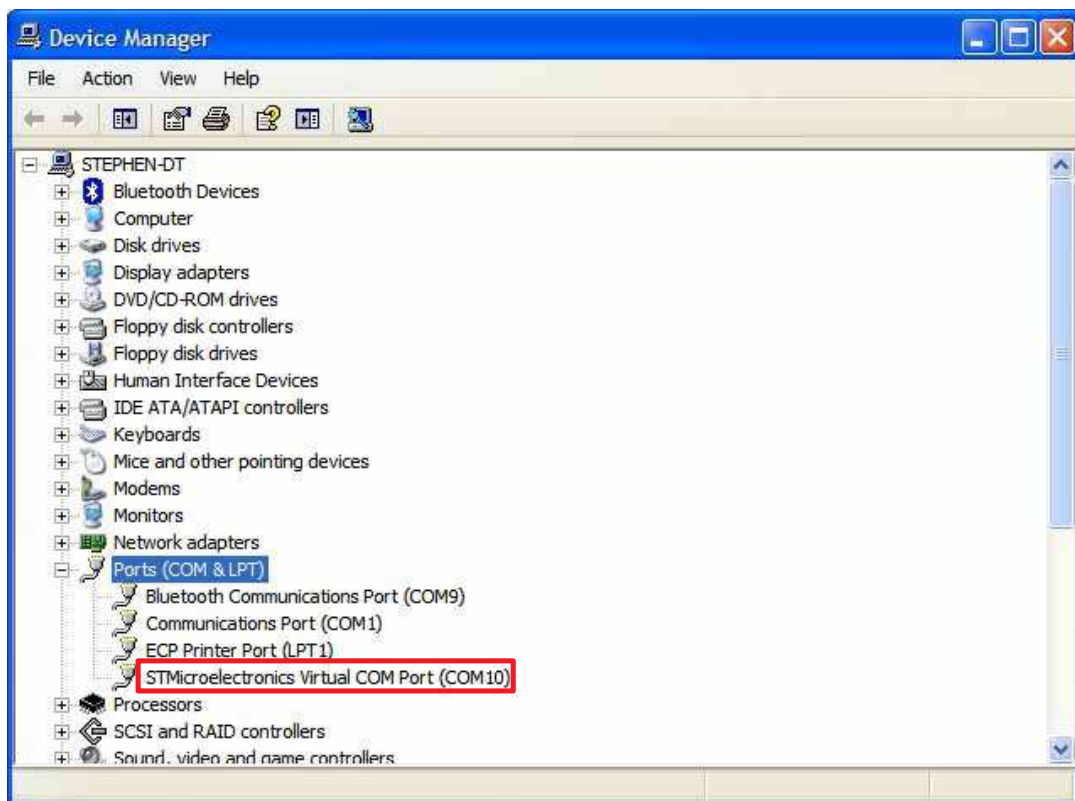 Device Manager
File Action View Help
STEPHEN-DT
Bluetooth Devices
Computer
Disk drives
Display adapters
DVD/CD-ROM drives
Floppy disk controllers
Floppy disk drives
Human Interface Devices
IDE ATA/ATAPI controllers
Keyboards
Mice and other pointing devices
Modems
Monitors
Network adapters
Ports (COM & LPT)
Bluetooth Communications Port (COM9)
Communications Port (COM1)
ECP Printer Port (LPT1)
STMicroelectronics Virtual COM Port (COM10)
Processors
SCSI and RAID controllers
Sound, video and game controllers